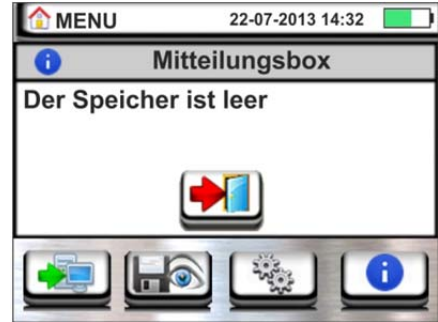 MENU 22-07-2013 14:32
Mitteilungsbox
Der Speicher ist leer